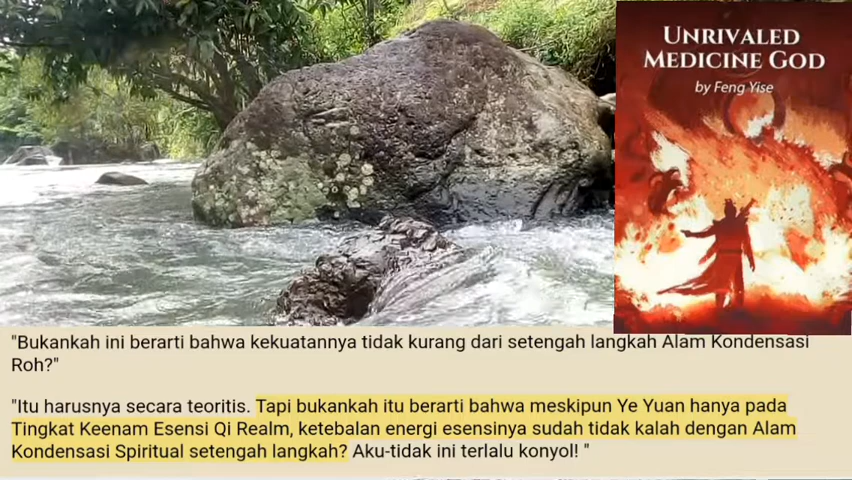 UNRIVALED
MEDICINE GOD
by Feng Yise
"Bukankah ini berarti bahwa kekuatannya tidak kurang dari setengah langkah Alam Kondensasi
Roh?"
"Itu harusnya secara teoritis. Tapi bukankah itu berarti bahwa meskipun Ye Yuan hanya pada
Tingkat Keenam Esensi Qi Realm, ketebalan energi esensinya sudah tidak kalah dengan Alam
Kondensasi Spiritual setengah langkah? Aku-tidak ini terlalu konyol! "